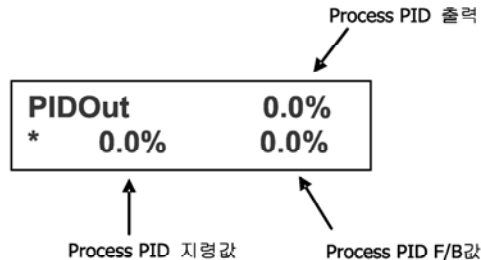 Process PID 출력
PIDOut 0.0%
* 0.0% 0.0%
Process PID 지령값 Process PID F/B값